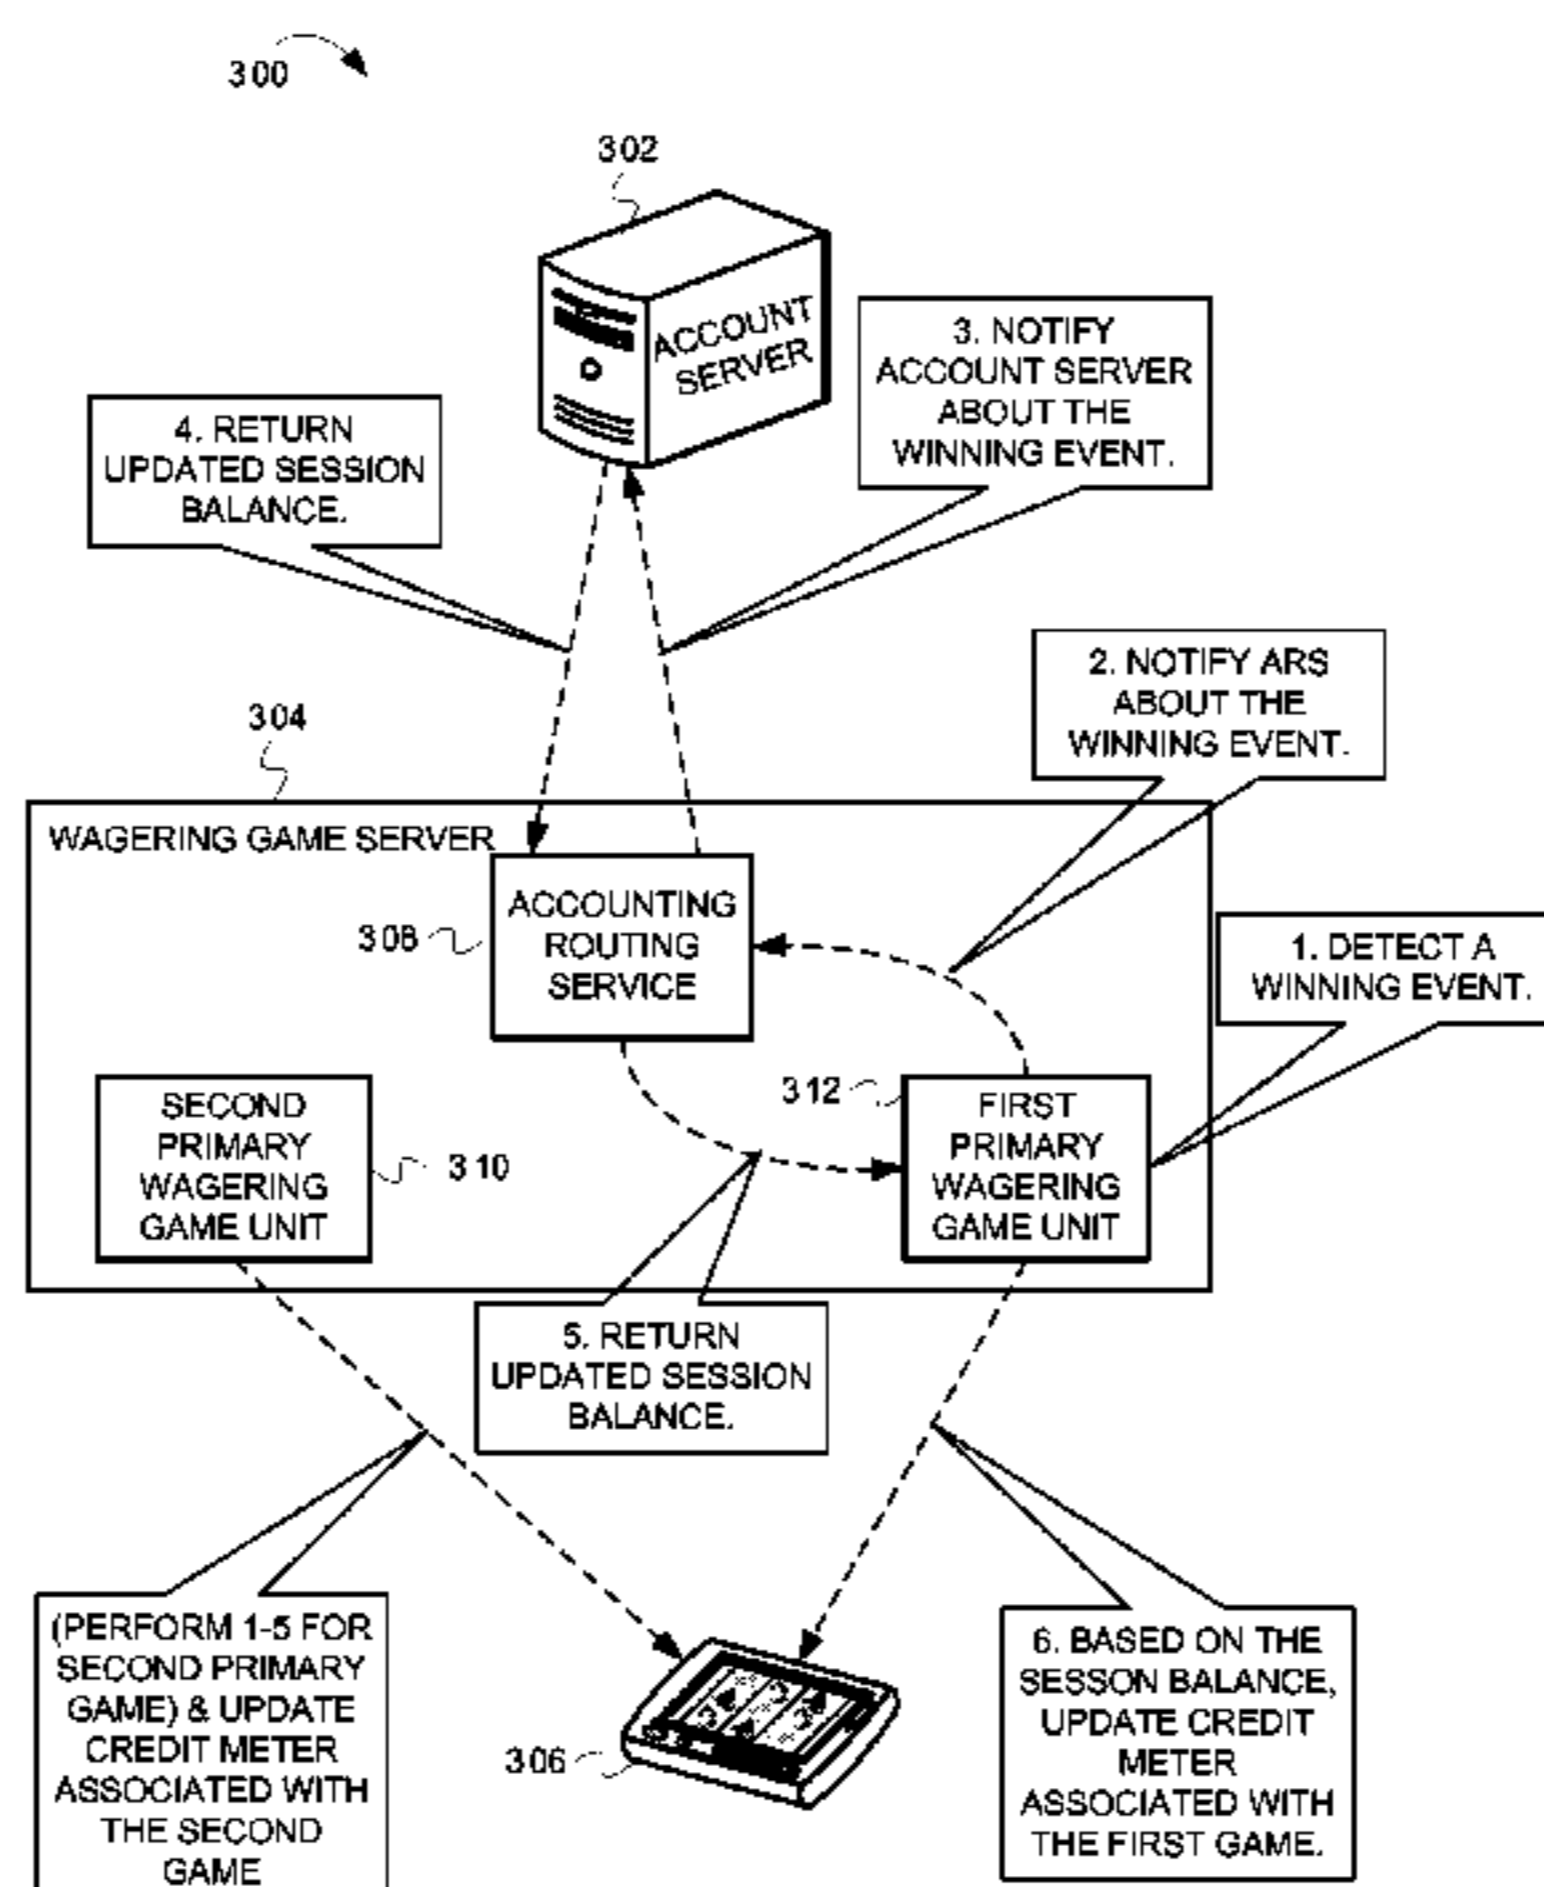 300
302
ACCOUNT
SERVER
3. NOTIFY
ACCOUNT SERVER
ABOUT THE
WINNING EVENT.
4. RETURN
UPDATED SESSION
BALANCE.
2. NOTIFY ARS
ABOUT THE
WINNING EVENT.
304
WAGERING GAME SERVER
ACCOUNTING
ROUTING
SERVICE
308
1. DETECT A
WINNING EVENT.
312
FIRST
PRIMARY
WAGERING
GAME UNIT
SECOND
PRIMARY
WAGERING
GAME UNIT
310
5. RETURN
UPDATED SESSION
BALANCE.
(PERFORM 1-5 FOR
SECOND PRIMARY
GAME) & UPDATE
CREDIT METER
ASSOCIATED WITH
THE SECOND
GAME
306
6. BASED ON THE
SESSON BALANCE,
UPDATE CREDIT
METER
ASSOCIATED WITH
THE FIRST GAME.